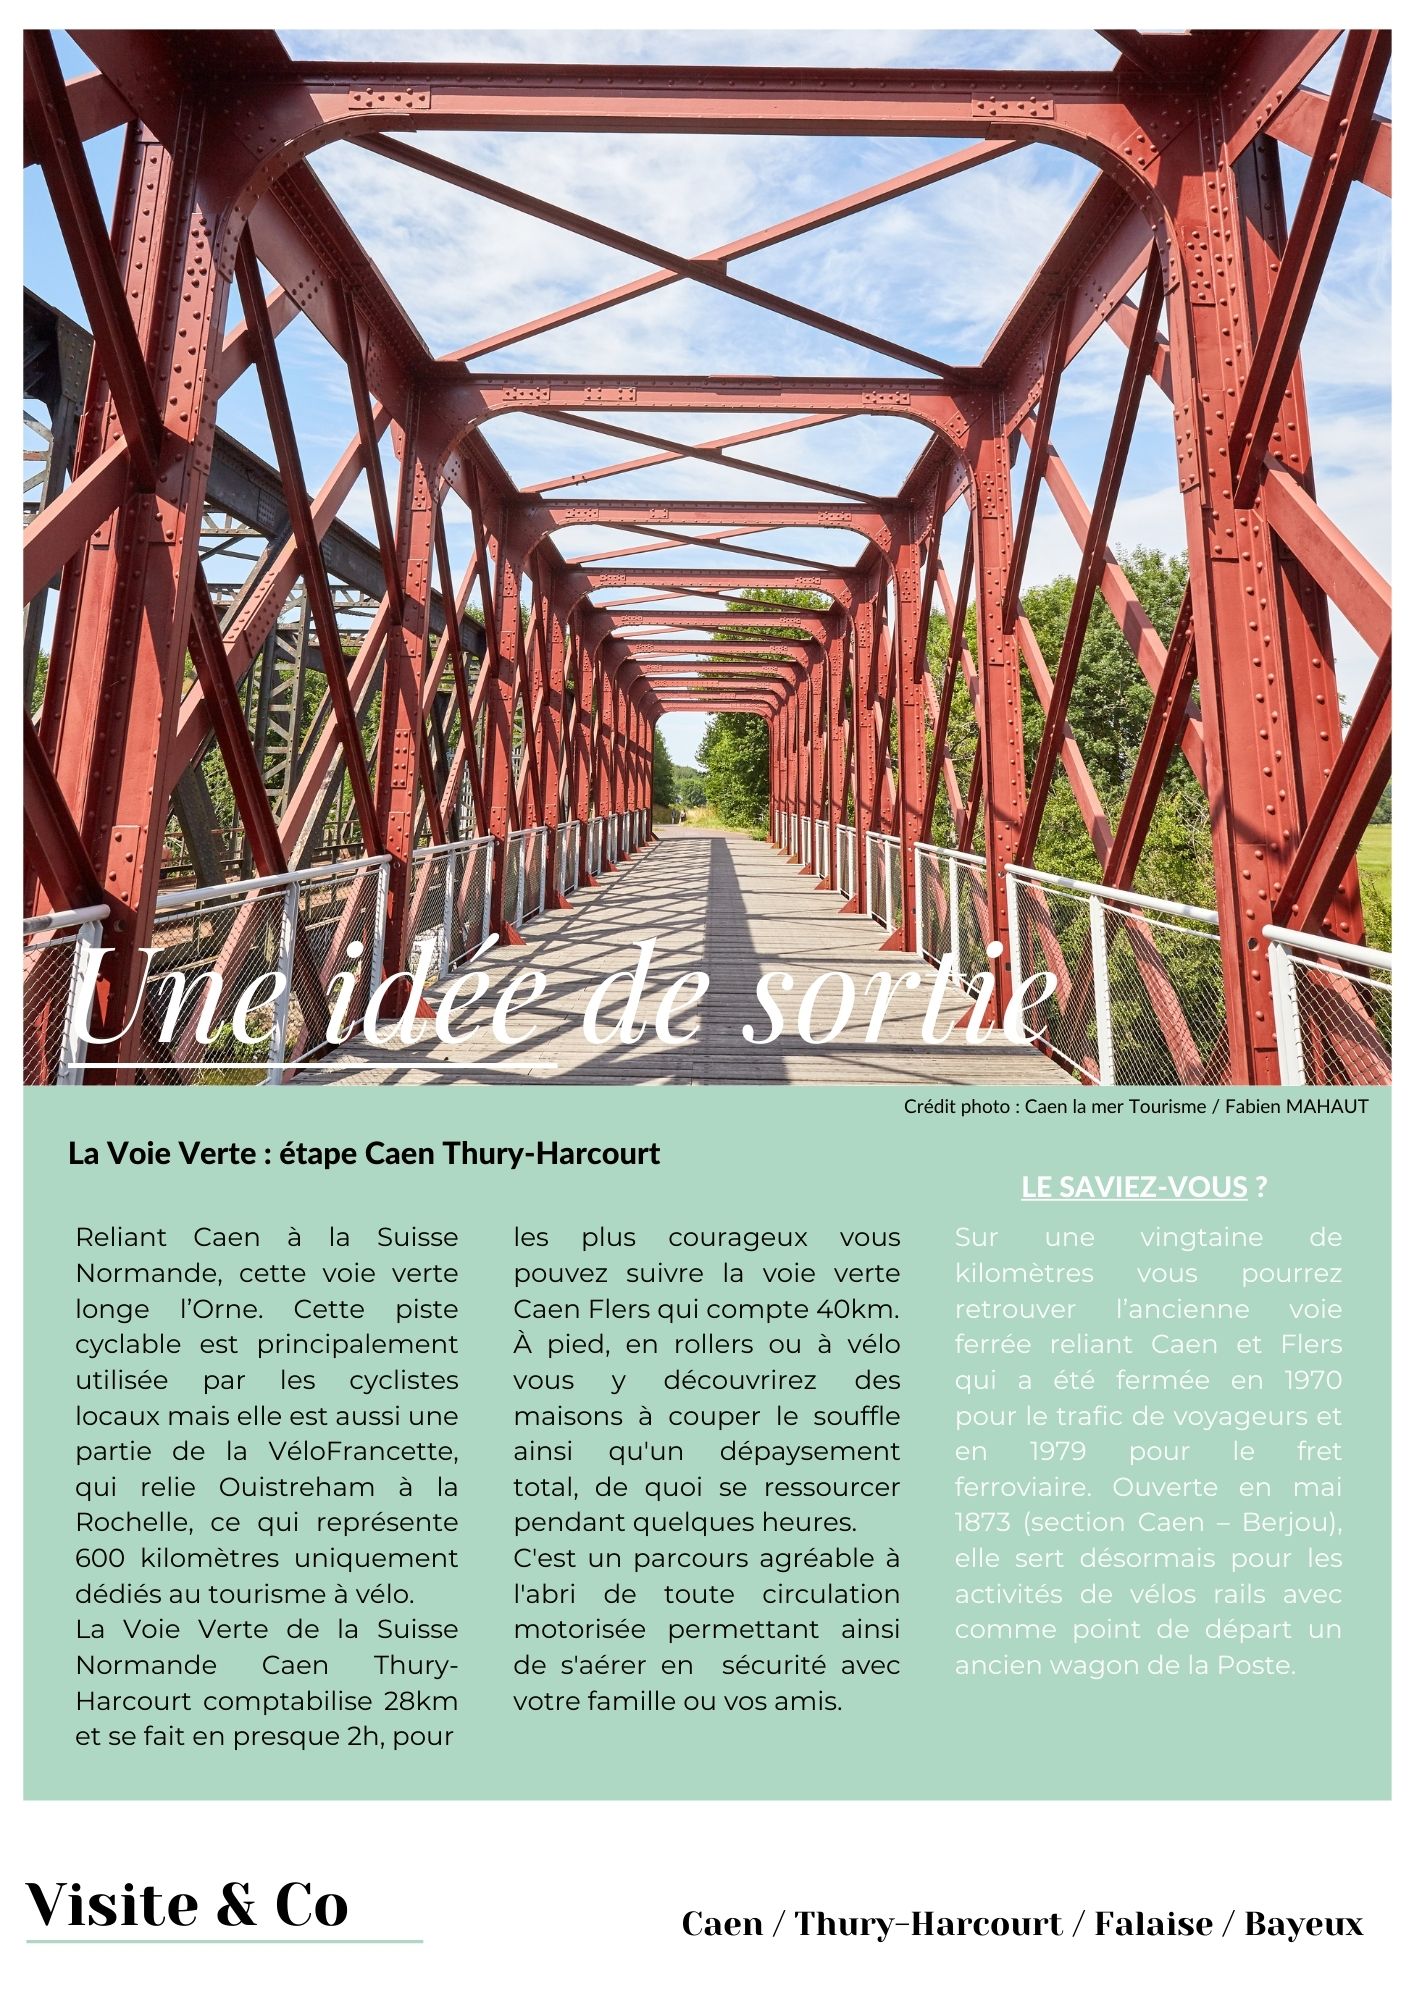 Une idée de sortie
Crédit photo : Caen la mer Tourisme / Fabien MAHAUT
La Voie Verte : étape Caen Thury-Harcourt
Reliant Caen à la Suisse
Normande, cette voie verte
longe l’Orne. Cette piste
cyclable est principalement
utilisée par les cyclistes
locaux mais elle est aussi une
partie de la VéloFrancette,
qui relie Ouistreham à la
Rochelle, ce qui représente
600 kilomètres uniquement
dédiés au tourisme à vélo.
La Voie Verte de la Suisse
Normande Caen Thury-
Harcourt comptabilise 28km
et se fait en presque 2h, pour
les plus courageux vous
pouvez suivre la voie verte
Caen Flers qui compte 40km.
À pied, en rollers ou à vélo
vous y découvrirez des
maisons à couper le souffle
ainsi qu'un dépaysement
total, de quoi se ressourcer
pendant quelques heures.
C'est un parcours agréable à
l'abri de toute circulation
motorisée permettant ainsi
de s'aérer en sécurité avec
votre famille ou vos amis.
LE SAVIEZ-VOUS ?
Sur une vingtaine de
kilomètres vous pourrez
retrouver l’ancienne voie
ferrée reliant Caen et Flers
qui a été fermée en 1970
pour le trafic de voyageurs et
en 1979 pour le fret
ferroviaire. Ouverte en mai
1873 (section Caen – Berjou),
elle sert désormais pour les
activités de vélos rails avec
comme point de départ un
ancien wagon de la Poste.
Visite & Co
Caen / Thury-Harcourt / Falaise / Bayeux